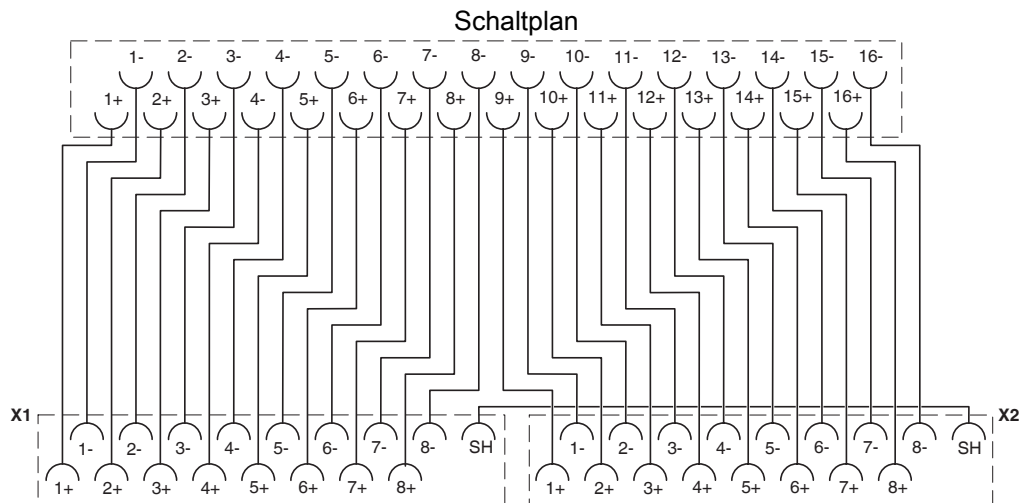 Schaltplan
1- 2- 3- 4- 5- 6- 7- 8- 9- 10- 11- 12- 13- 14- 15- 16-
1+ 2+ 3+ 4- 5+ 6+ 7+ 8+ 9+ 10+ 11+ 12+ 13+ 14+ 15+ 16+
X1 X2
1- 2- 3- 4- 5- 6- 7- 8- SH 1- 2- 3- 4- 5- 6- 7- 8- SH
1+ 2+ 3+ 4+ 5+ 6+ 7+ 8+ 1+ 2+ 3+ 4+ 5+ 6+ 7+ 8+